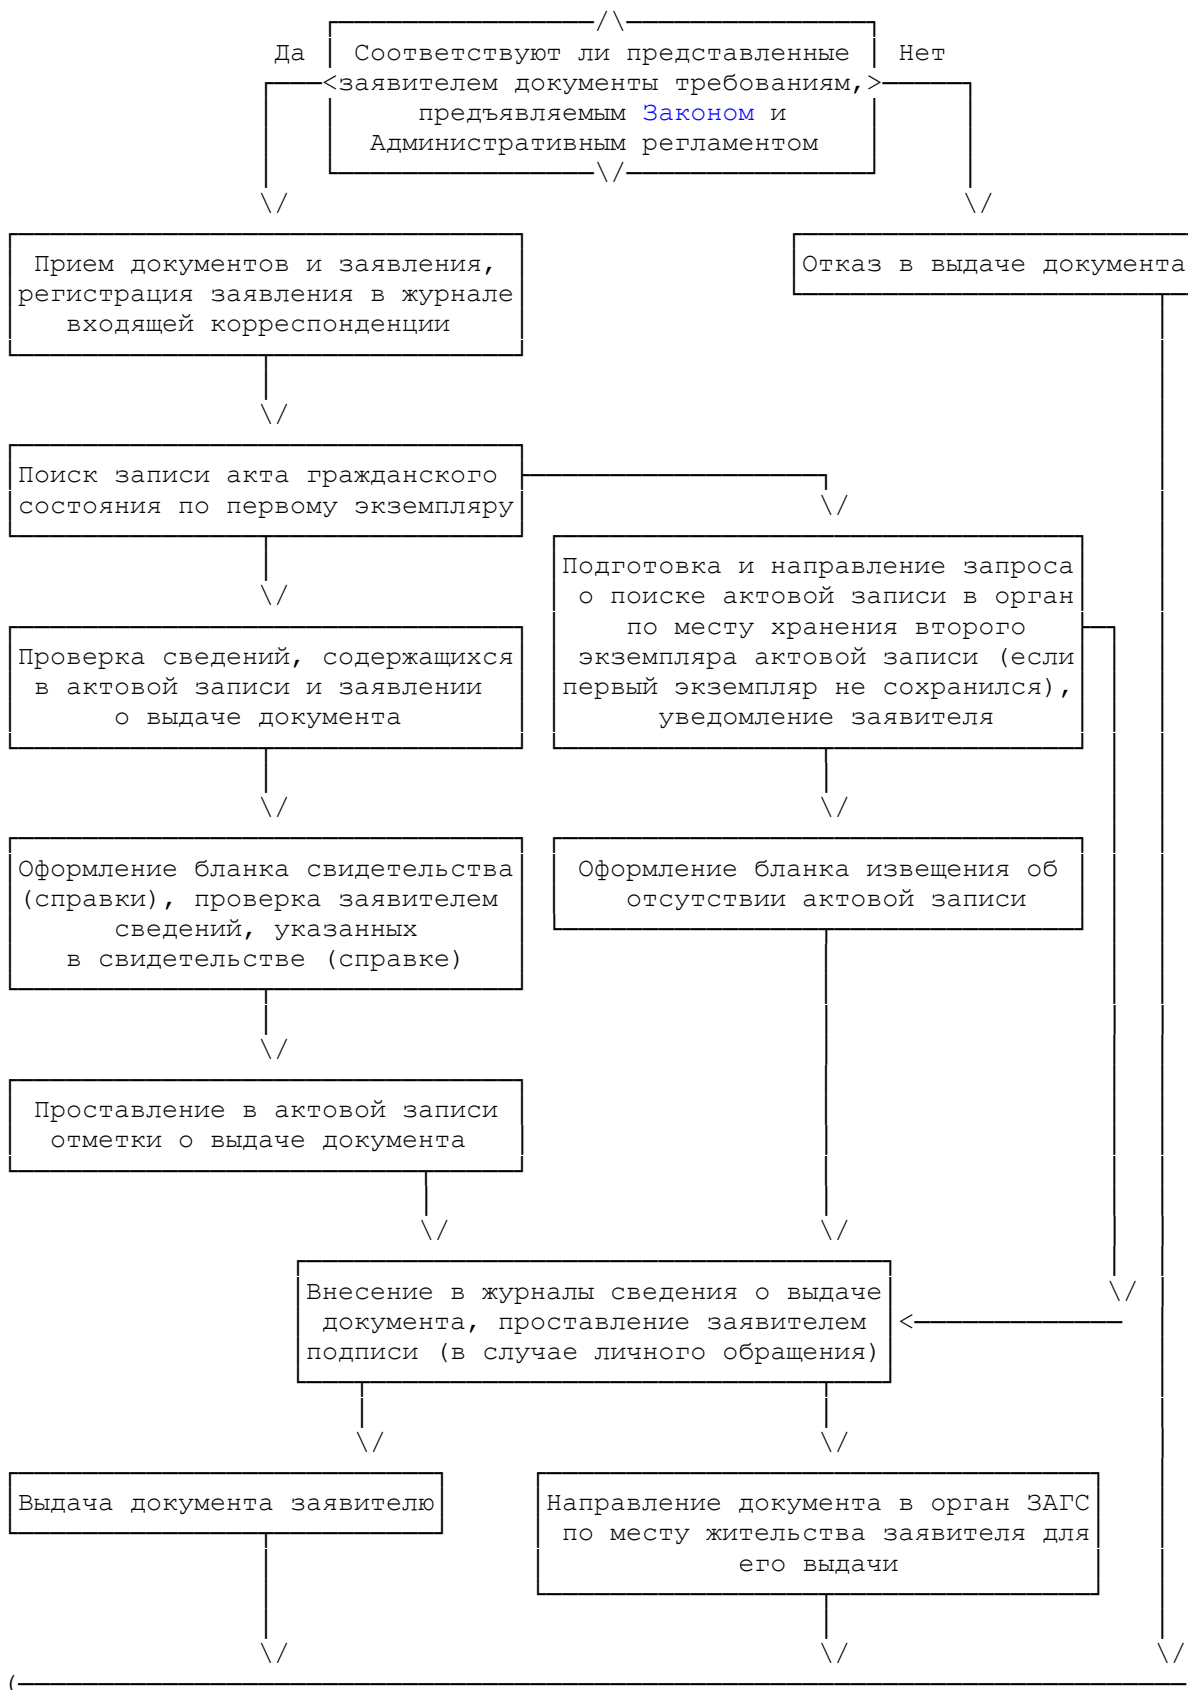 Да
Соответствуют ли представленные
Нет
заявителем документы требованиям,
предъявляемым Законом и
Административным регламентом
Прием документов и заявления,
регистрация заявления в журнале
входящей корреспонденции
Отказ в выдаче документа
Поиск записи акта гражданского
состояния по первому экземпляру
Подготовка и направление запроса
о поиске актовой записи в орган
по месту хранения второго
экземпляра актовой записи (если
первый экземпляр не сохранился),
уведомление заявителя
Проверка сведений, содержащихся
в актовой записи и заявлении
о выдаче документа
Оформление бланка свидетельства
(справки), проверка заявителем
сведений, указанных
в свидетельстве (справке)
Оформление бланка извещения об
отсутствии актовой записи
Проставление в актовой записи
отметки о выдаче документа
Внесение в журналы сведения о выдаче
документа, проставление заявителем
подписи (в случае личного обращения)
Выдача документа заявителю
Направление документа в орган ЗАГС
по месту жительства заявителя для
его выдачи